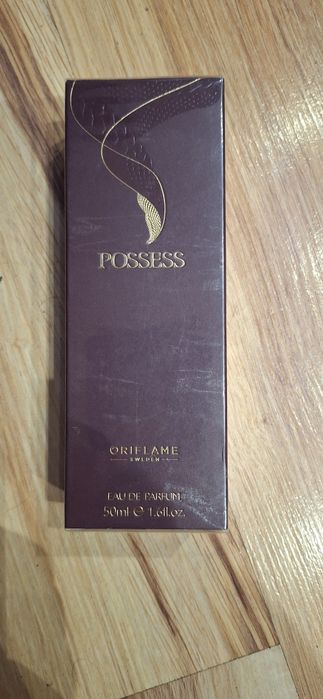 POSSESS
ORIFLAME
SWEDEN
EAU DE PARFUM
50ml ℮ 1.6fl.oz.